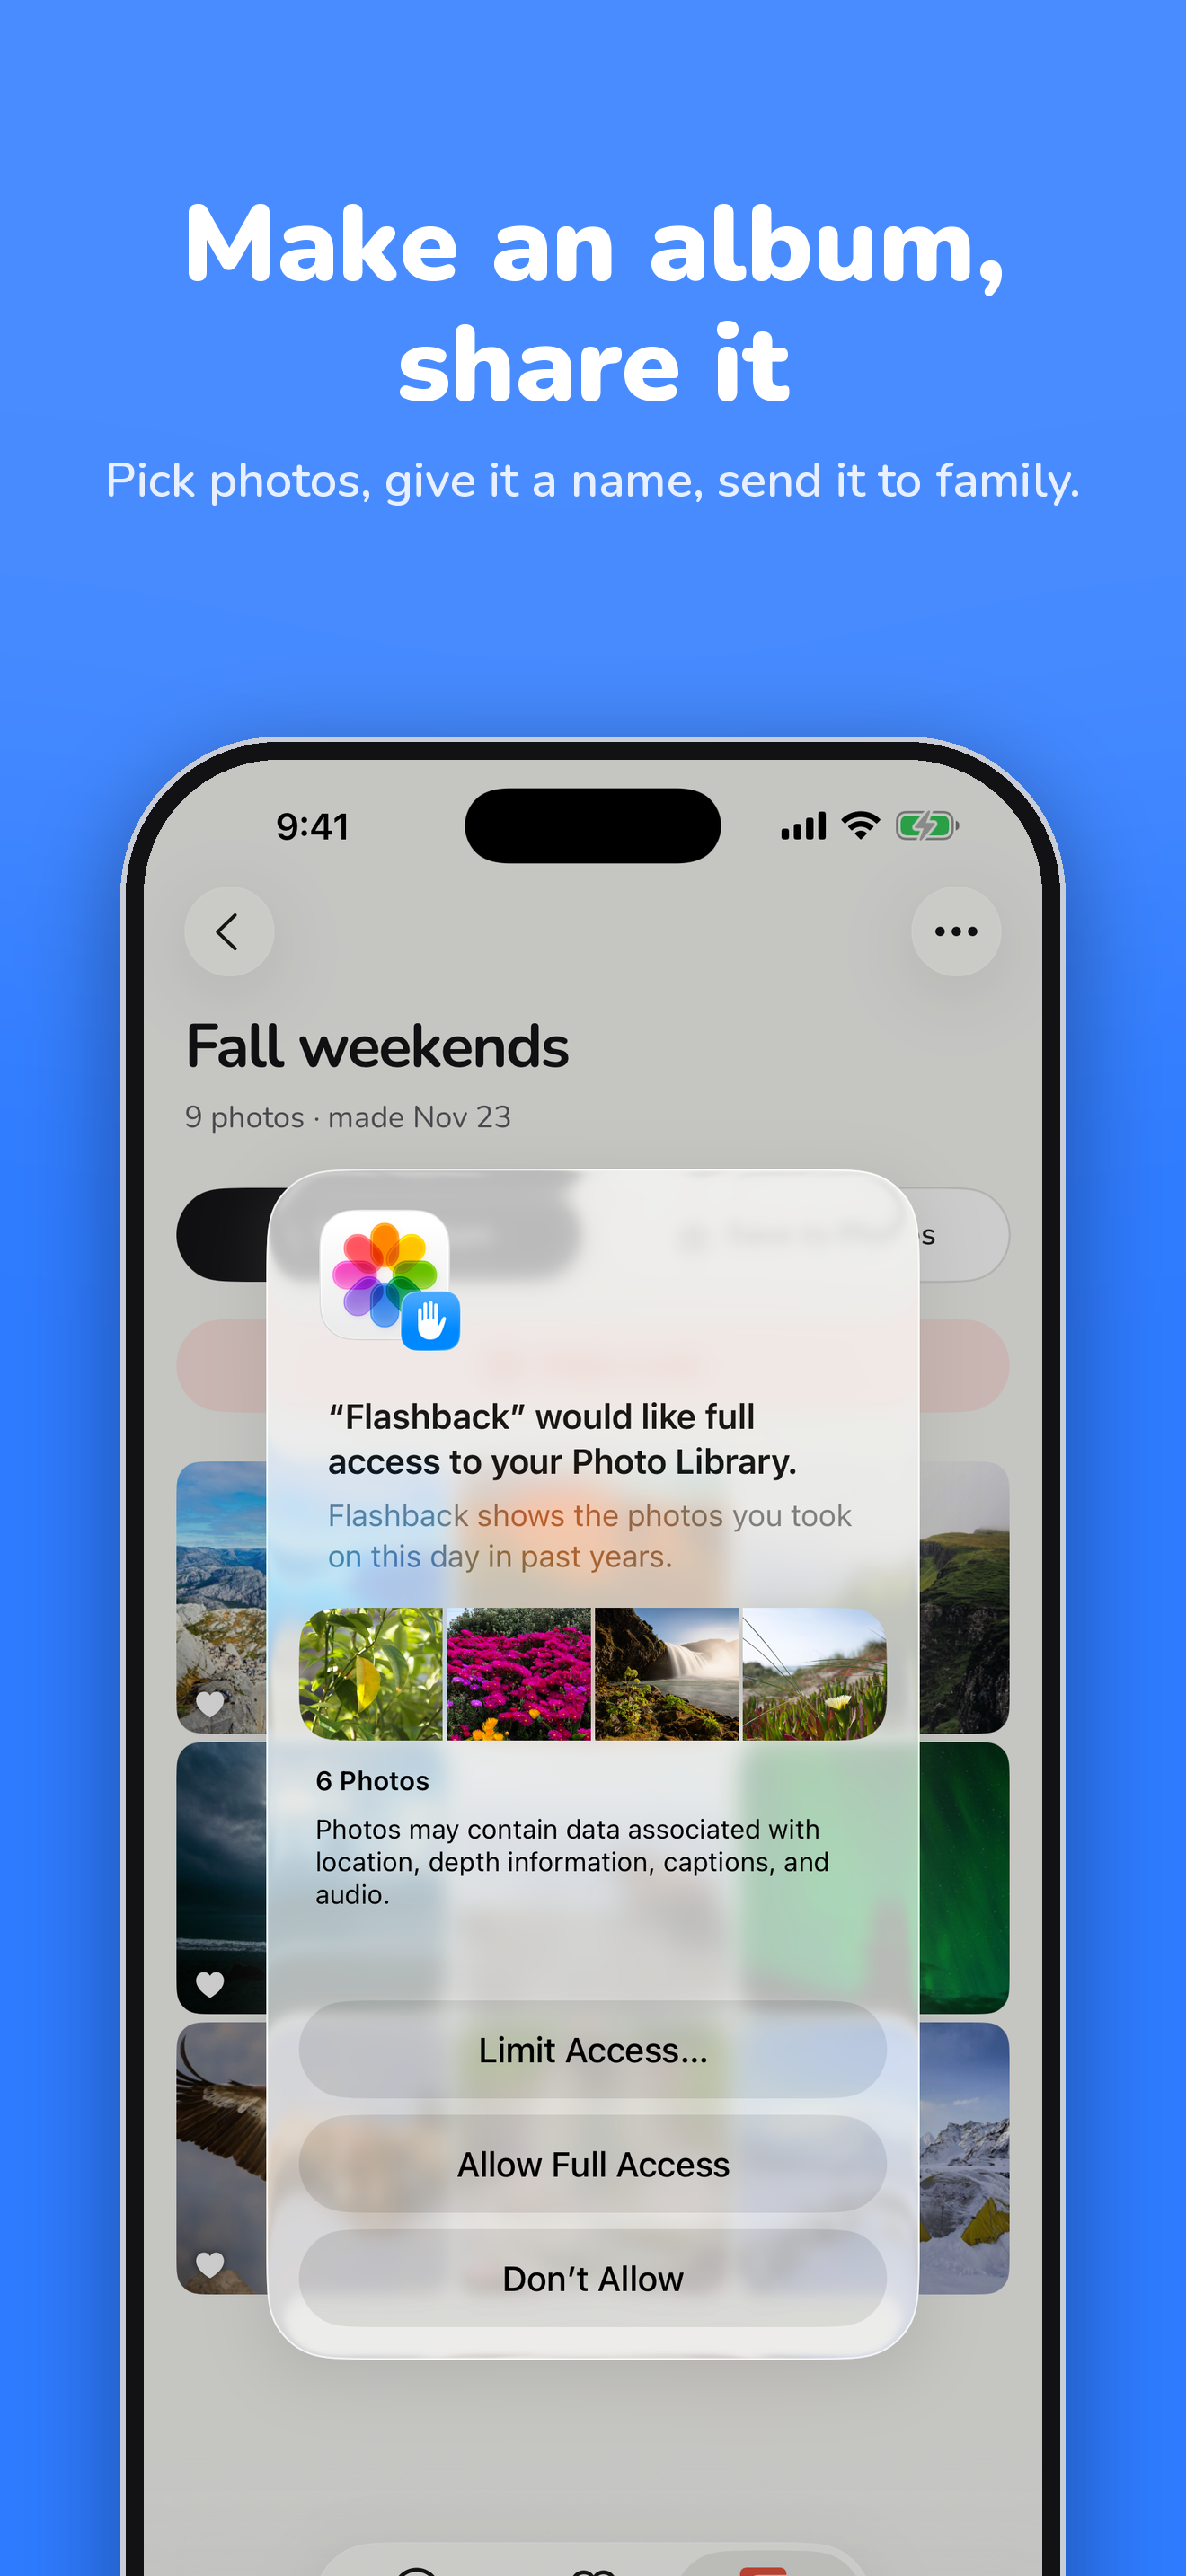 Make an album,
share it
Pick photos, give it a name, send it to family.
9:41
Fall weekends
9 photos · made Nov 23
“Flashback” would like full
access to your Photo Library.
Flashback shows the photos you took
on this day in past years.
6 Photos
Photos may contain data associated with
location, depth information, captions, and
audio.
Limit Access...
Allow Full Access
Don’t Allow